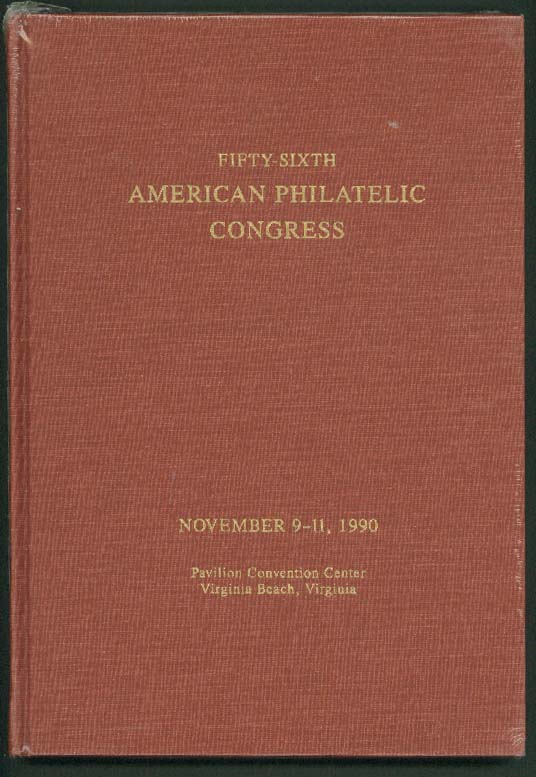 FIFTY-SIXTH
AMERICAN PHILATELIC
CONGRESS
NOVEMBER 9-11, 1990
Pavilion Convention Center
Virginia Beach, Virginia